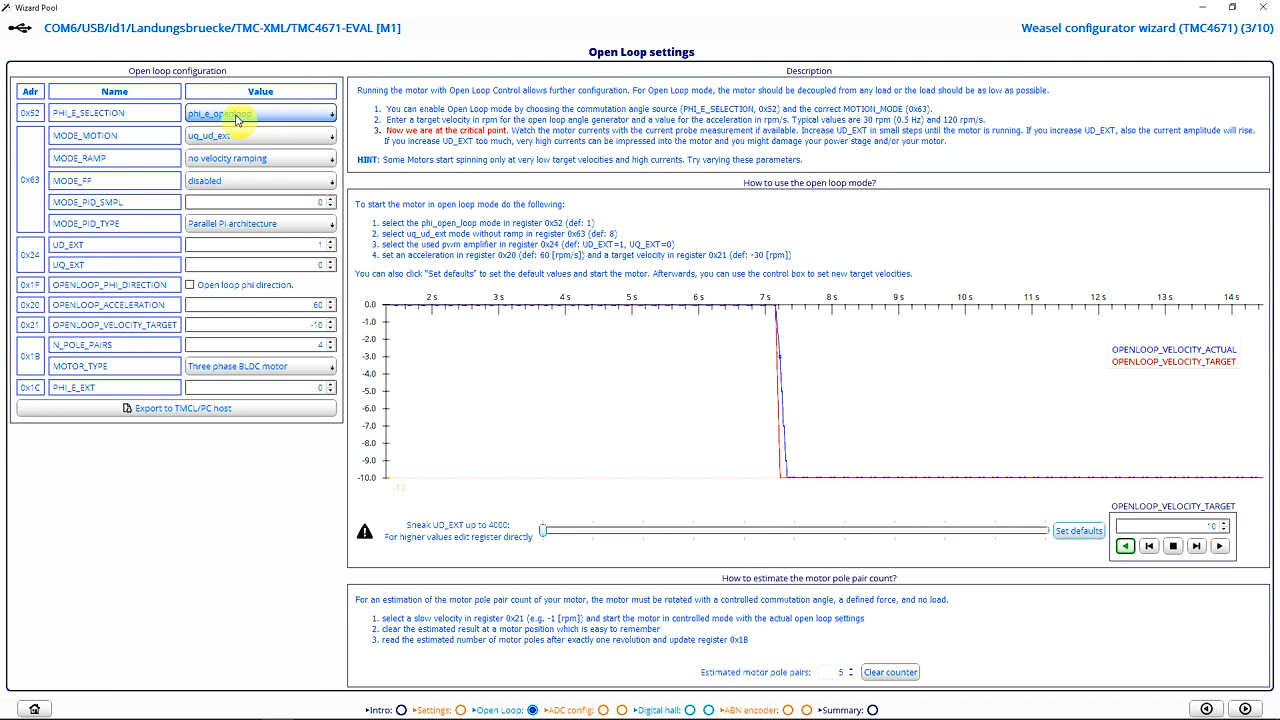 Wizard Pool
COM6/USB/id1/Landungsbruecke/TMC-XML/TMC4671-EVAL [M1]
Weasel configurator wizard (TMC4671) (3/10)
Open Loop settings
Open loop configuration
Adr Name Value
0x52 PHI_E_SELECTION phi_e_openloop
0x63 MODE_MOTION uq_ud_ext
MODE_RAMP no velocity ramping
MODE_FF disabled
MODE_PID_SMPL 0
MODE_PID_TYPE Parallel PI architecture
0x24 UD_EXT 1
UQ_EXT 0
0x1F OPENLOOP_PHI_DIRECTION Open loop phi direction.
0x20 OPENLOOP_ACCELERATION 60
0x21 OPENLOOP_VELOCITY_TARGET -10
0x1B N_POLE_PAIRS 4
MOTOR_TYPE Three phase BLDC motor
0x1C PHI_E_EXT 0
Export to TMCL/PC host
Description
Running the motor with Open Loop Control allows further configuration. For Open Loop mode, the motor should be decoupled from any load or the load should be as low as possible.
1. You can enable Open Loop mode by choosing the commutation angle source (PHI_E_SELECTION, 0x52) and the correct MOTION_MODE (0x63).
2. Enter a target velocity in rpm for the open loop angle generator and a value for the acceleration in rpm/s. Typical values are 30 rpm (0.5 Hz) and 120 rpm/s.
3. Now we are at the critical point. Watch the motor currents with the current probe measurement if available. Increase UD_EXT in small steps until the motor is running. If you increase UD_EXT, also the current amplitude will rise.
If you increase UD_EXT too much, very high currents can be impressed into the motor and you might damage your power stage and/or your motor.
HINT: Some Motors start spinning only at very low target velocities and high currents. Try varying these parameters.
How to use the open loop mode?
To start the motor in open loop mode do the following:
1. select the phi_open_loop mode in register 0x52 (def: 1)
2. select uq_ud_ext mode without ramp in register 0x63 (def: 8)
3. select the used pwm amplifier in register 0x24 (def: UD_EXT=1, UQ_EXT=0)
4. set an acceleration in register 0x20 (def: 60 [rpm/s]) and a target velocity in register 0x21 (def: -30 [rpm])
You can also click "Set defaults" to set the default values and start the motor. Afterwards, you can use the control box to set new target velocities.
2 s 3 s 4 s 5 s 6 s 7 s 8 s 9 s 10 s 11 s 12 s 13 s 14 s
0.0
-1.0
-2.0
-3.0
-4.0
-5.0
-6.0
-7.0
-8.0
-9.0
-10.0
OPENLOOP_VELOCITY_ACTUAL
OPENLOOP_VELOCITY_TARGET
-10
Sneak UD_EXT up to 4000:
For higher values edit register directly
Set defaults
OPENLOOP_VELOCITY_TARGET
10
How to estimate the motor pole pair count?
For an estimation of the motor pole pair count of your motor, the motor must be rotated with a controlled commutation angle, a defined force, and no load.
1. select a slow velocity in register 0x21 (e.g. -1 [rpm]) and start the motor in controlled mode with the actual open loop settings
2. clear the estimated result at a motor position which is easy to remember
3. read the estimated number of motor poles after exactly one revolution and update register 0x1B
Estimated motor pole pairs: 5 Clear counter
Intro: Settings: Open Loop: ADC config: Digital hall: ABN encoder: Summary: